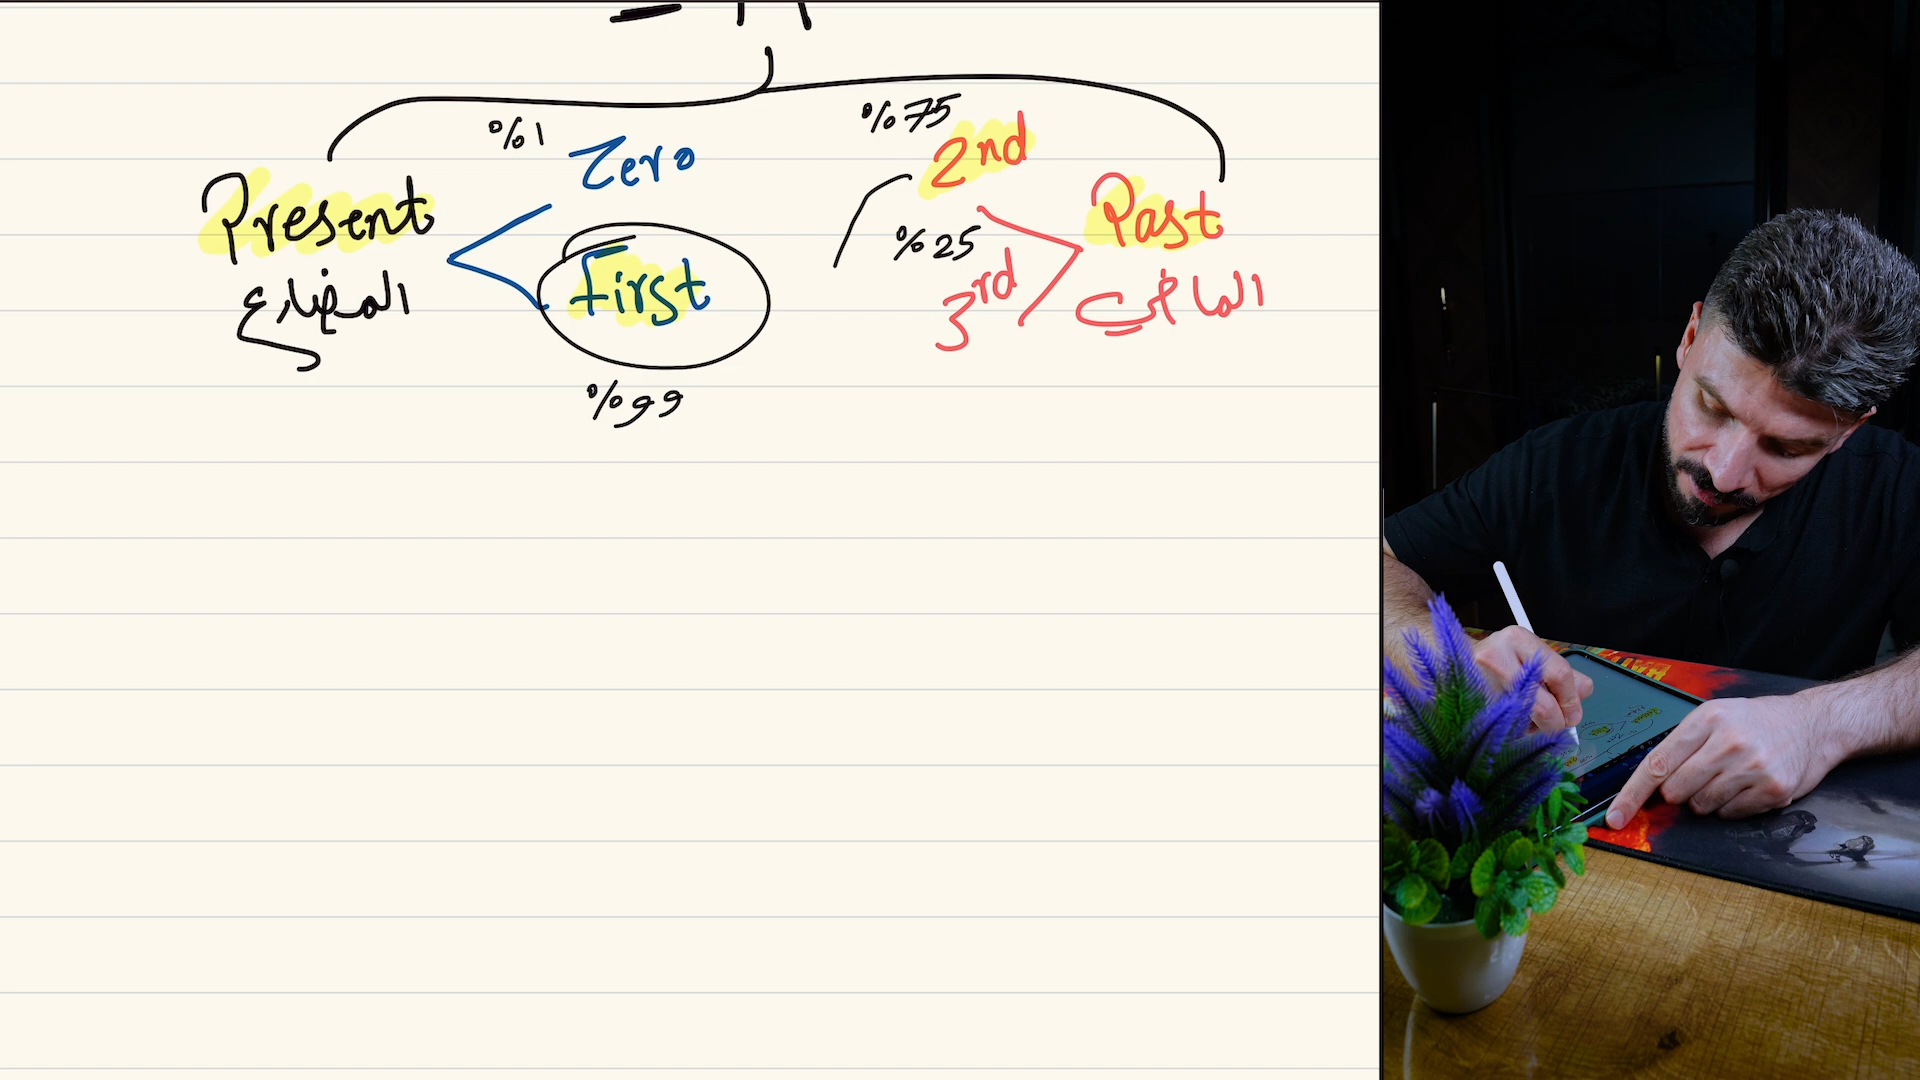 %1 Zero
Present
المضارع
First
%99
%75
2nd
%25
3rd
Past
الماضي